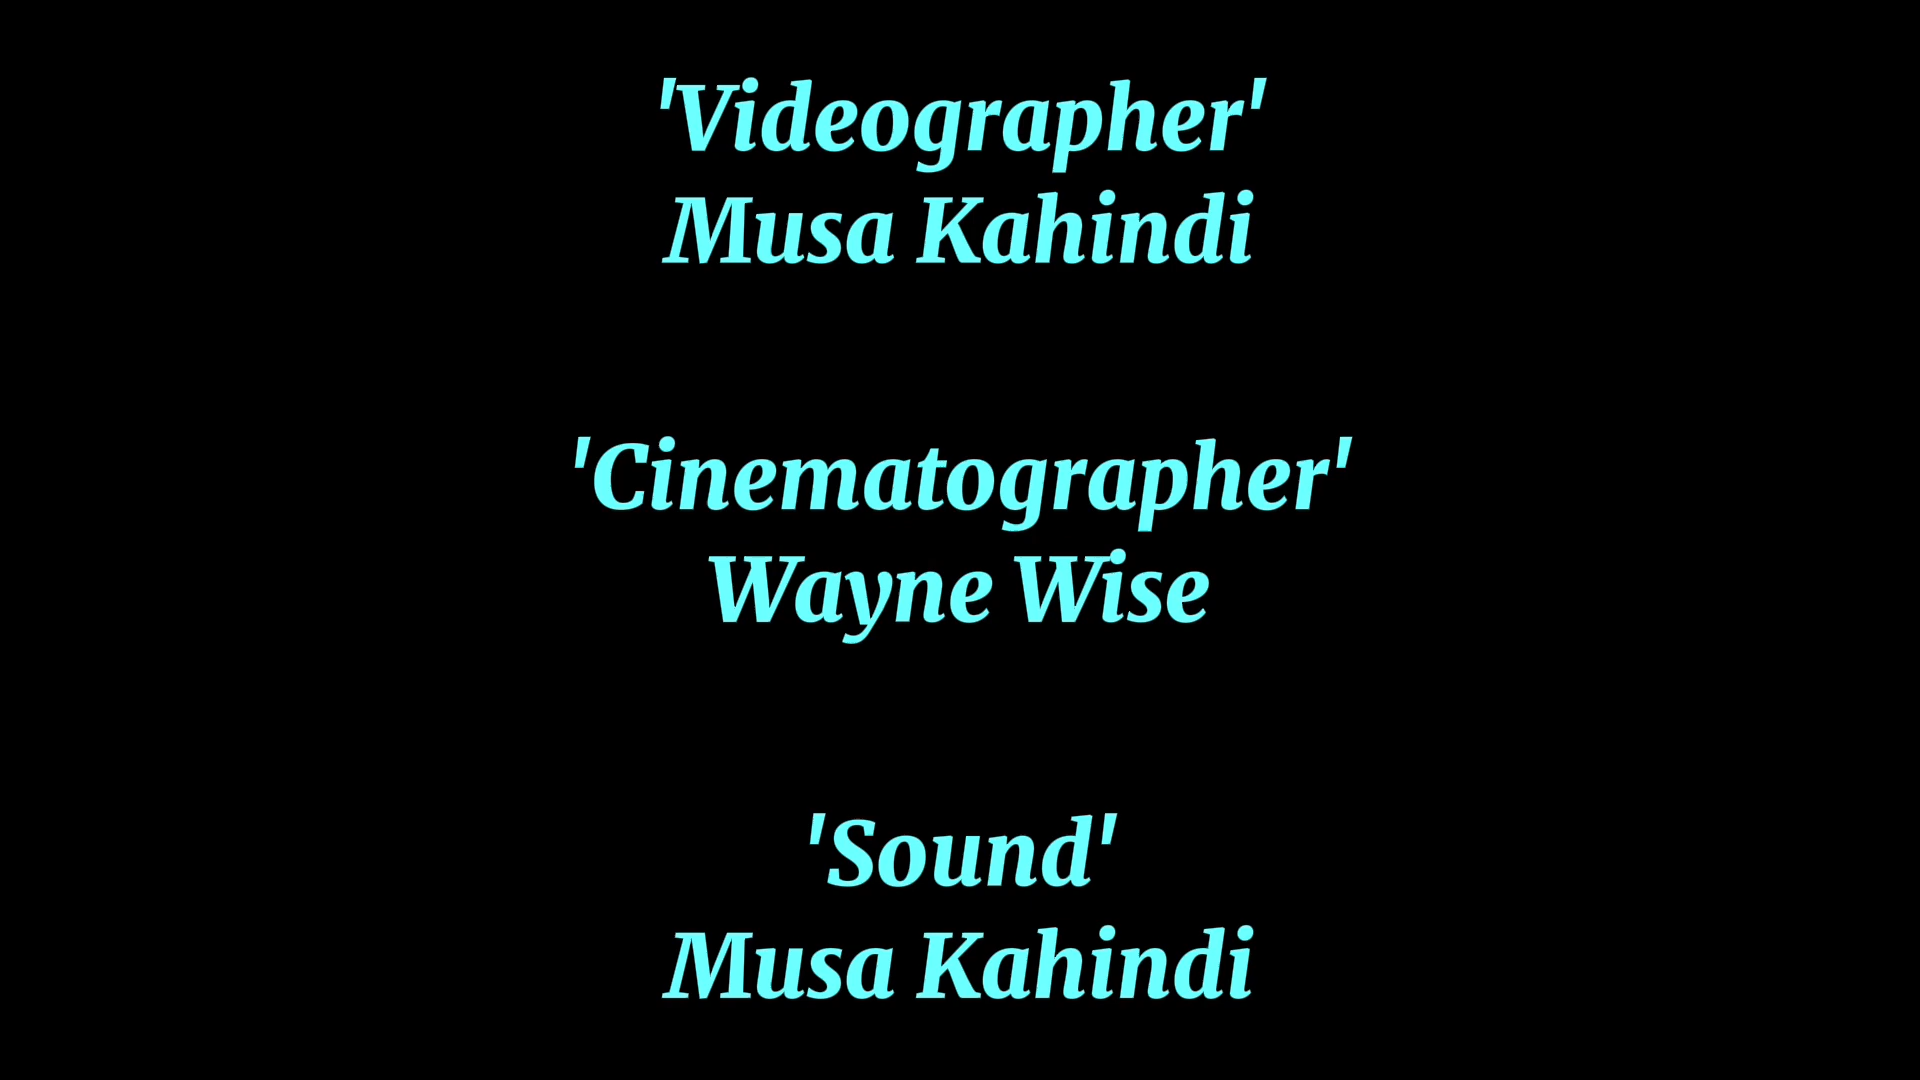 'Videographer'
Musa Kahindi
'Cinematographer'
Wayne Wise
'Sound'
Musa Kahindi